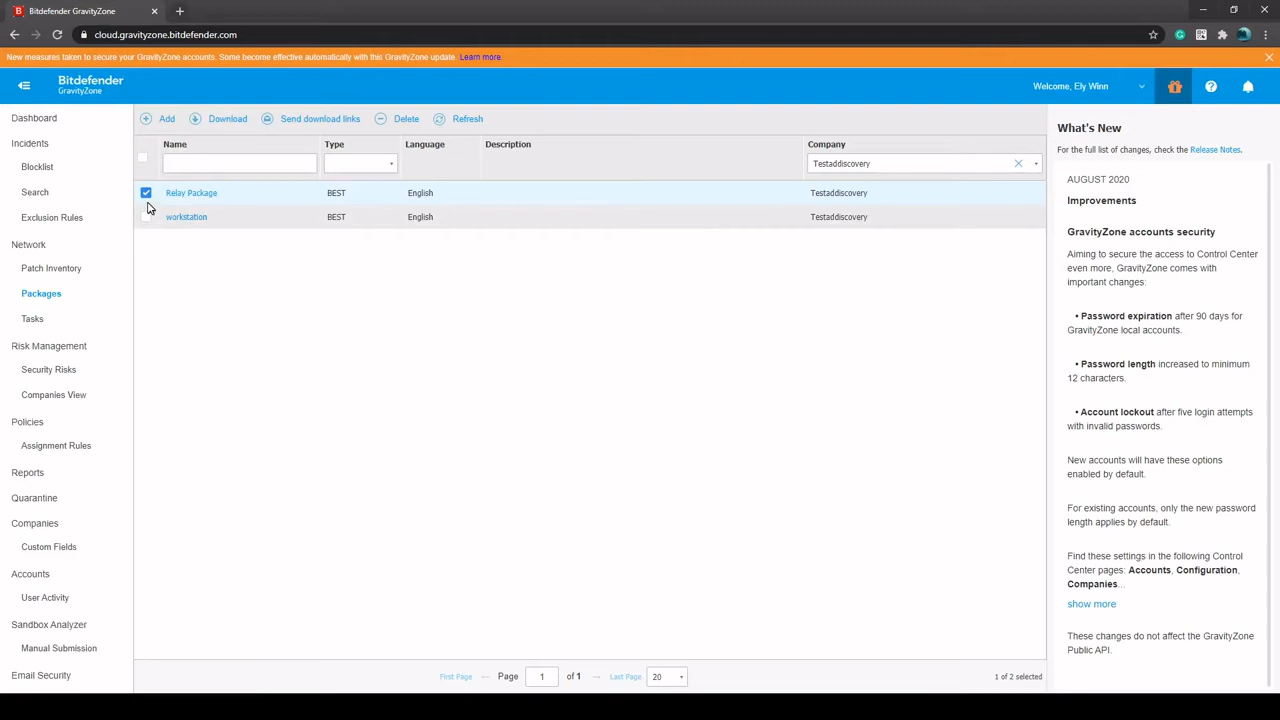 Bitdefender GravityZone
cloud.gravityzone.bitdefender.com
New measures taken to secure your GravityZone accounts. Some become effective automatically with this GravityZone update. Learn more.
Bitdefender
GravityZone
Welcome, Ely Winn
Dashboard
Incidents
Blocklist
Search
Exclusion Rules
Network
Patch Inventory
Packages
Tasks
Risk Management
Security Risks
Companies View
Policies
Assignment Rules
Reports
Quarantine
Companies
Custom Fields
Accounts
User Activity
Sandbox Analyzer
Manual Submission
Email Security
Add Download Send download links Delete Refresh
Name Type Language Description Company
Testaddiscovery
Relay Package BEST English Testaddiscovery
workstation BEST English Testaddiscovery
First Page Page 1 of 1 Last Page 20 1 of 2 selected
What's New
For the full list of changes, check the Release Notes.
AUGUST 2020
Improvements
GravityZone accounts security
Aiming to secure the access to Control Center
even more, GravityZone comes with
important changes:
• Password expiration after 90 days for
GravityZone local accounts.
• Password length increased to minimum
12 characters.
• Account lockout after five login attempts
with invalid passwords.
New accounts will have these options
enabled by default.
For existing accounts, only the new password
length applies by default.
Find these settings in the following Control
Center pages: Accounts, Configuration,
Companies...
show more
These changes do not affect the GravityZone
Public API.